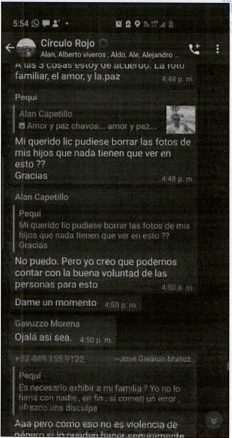 5:54
Círculo Rojo
Alan, Alberto viveros , Aldo, Ale, Alejandro ..
A las 3 cosas estoy de acuerdo. La foto
familiar, el amor, y la paz
4:46 p. m.
Pequi
Alan Capetillo
Amor y paz chavos... amor y paz...
Mi querido lic pudiese borrar las fotos de
mis hijos que nada tienen que ver en
esto ??
Gracias
4:48 p. m.
Alan Capetillo
Pequi
Mi querido lic pudiese borrar las fotos de mis
hijos que nada tienen que ver en esto ??
Gracias
No puedo. Pero yo creo que podemos
contar con la buena voluntad de las
personas para esto
4:50 p. m.
Dame un momento 4:50 p. m.
Gavuzzo Morena
Ojalá así sea. 4:50 p. m.
+52 449 155 9122 ~José Giraldo Muñoz
Pequi
Es necesario exhibir a mi familia ? Yo no lo
haría con nadie , en fin , si cometí un error ,
ofrezco una disculpa
Aaa pero como eso no es violencia de
género si lo pueden hacer seguramente